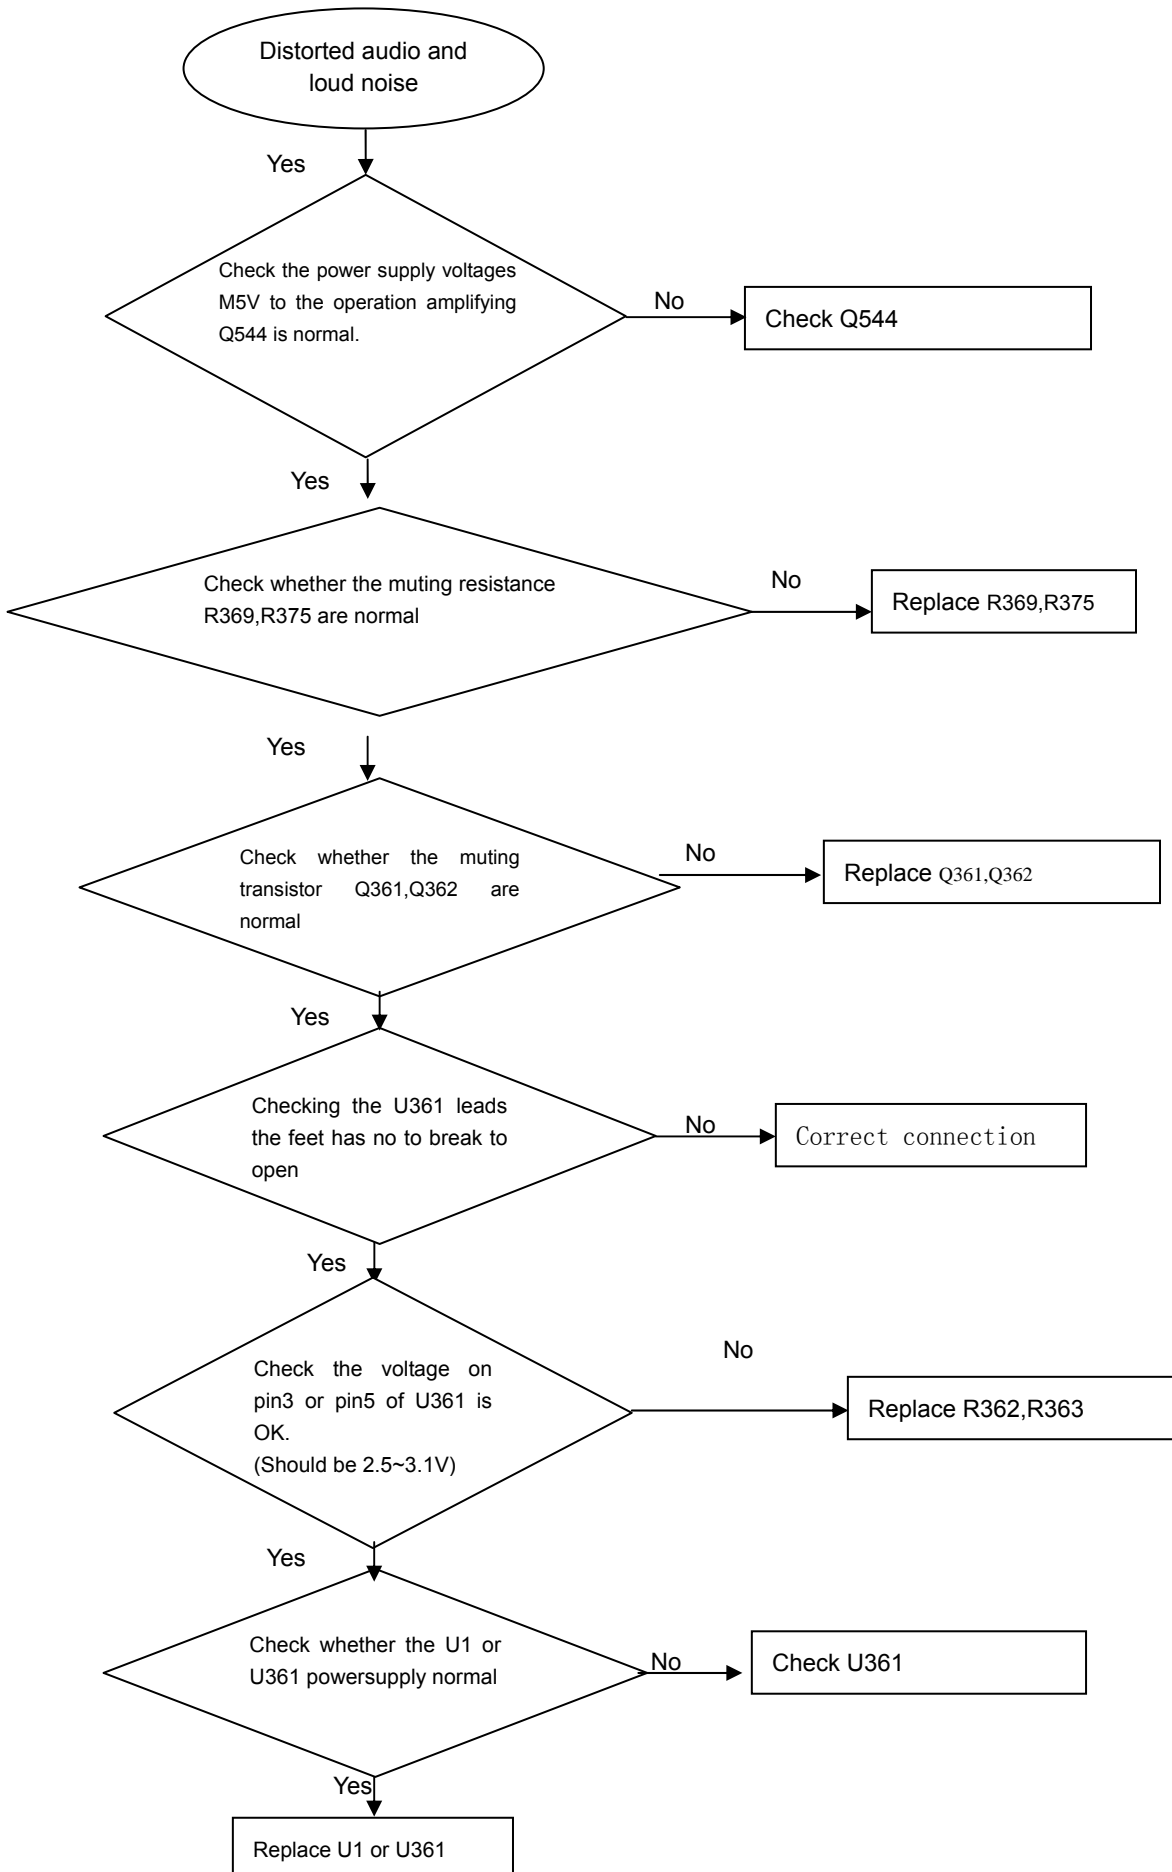 Distorted audio and
loud noise
Yes
Check the power supply voltages
M5V to the operation amplifying
Q544 is normal.
No
Check Q544
Yes
Check whether the muting resistance
R369,R375 are normal
No
Replace R369,R375
Yes
Check whether the muting
transistor Q361,Q362 are
normal
No
Replace Q361,Q362
Yes
Checking the U361 leads
the feet has no to break to
open
No
Correct connection
Yes
Check the voltage on
pin3 or pin5 of U361 is
OK.
(Should be 2.5~3.1V)
No
Replace R362,R363
Yes
Check whether the U1 or
U361 powersupply normal
No
Check U361
Yes
Replace U1 or U361